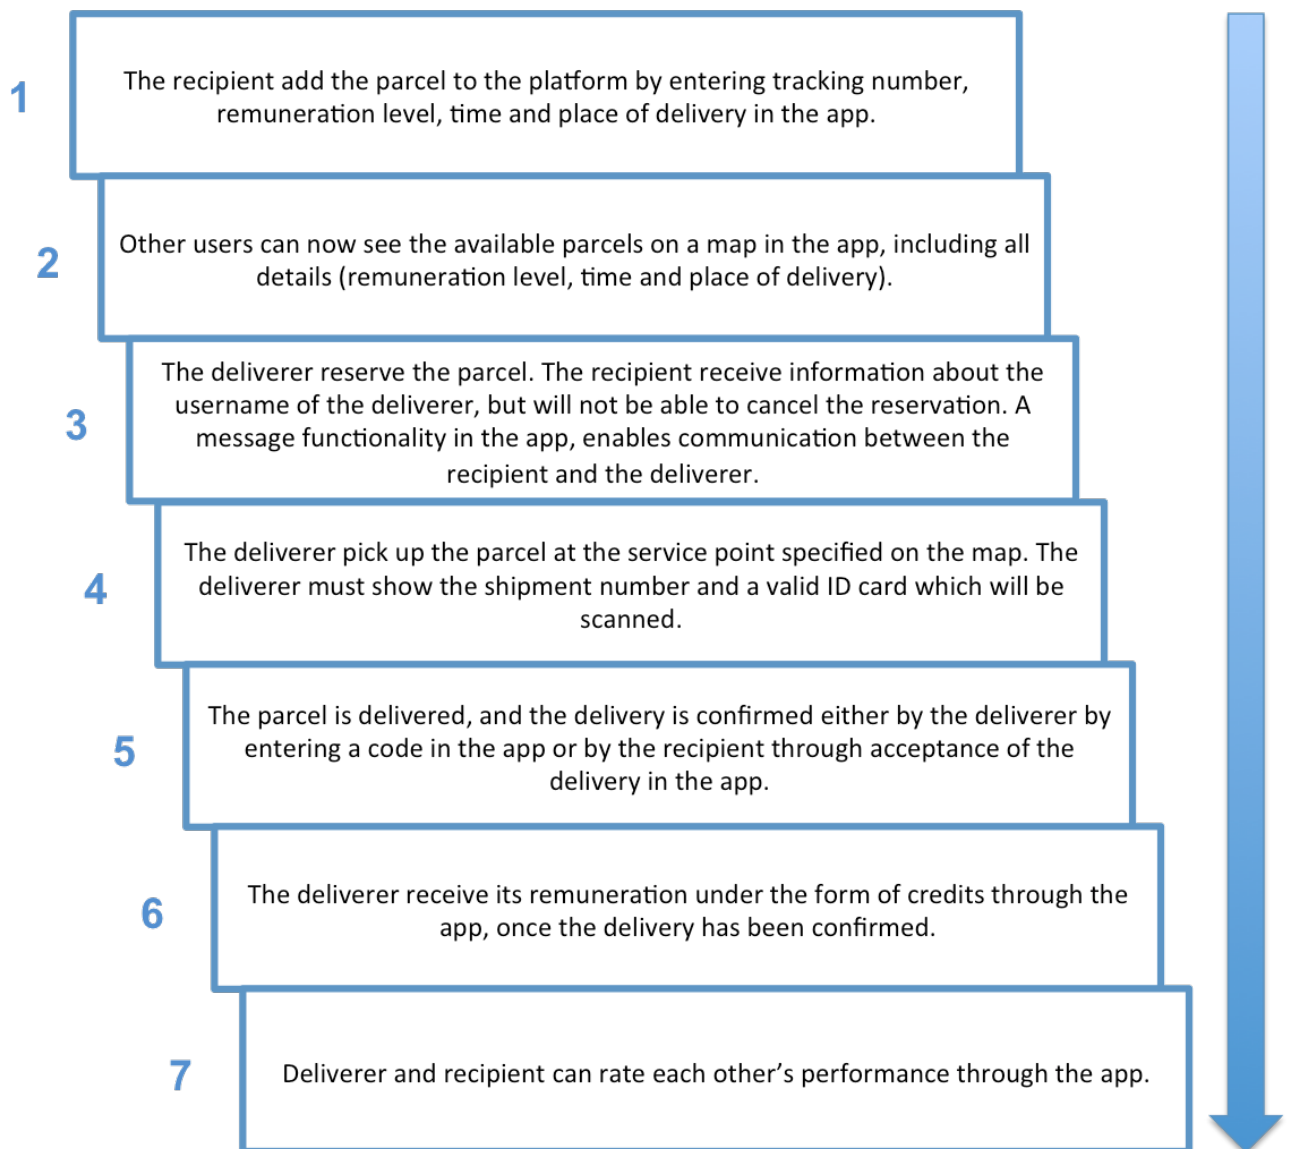 1
The recipient add the parcel to the platform by entering tracking number,
remuneration level, time and place of delivery in the app.
2
Other users can now see the available parcels on a map in the app, including all
details (remuneration level, time and place of delivery).
3
The deliverer reserve the parcel. The recipient receive information about the
username of the deliverer, but will not be able to cancel the reservation. A
message functionality in the app, enables communication between the
recipient and the deliverer.
4
The deliverer pick up the parcel at the service point specified on the map. The
deliverer must show the shipment number and a valid ID card which will be
scanned.
5
The parcel is delivered, and the delivery is confirmed either by the deliverer by
entering a code in the app or by the recipient through acceptance of the
delivery in the app.
6
The deliverer receive its remuneration under the form of credits through the
app, once the delivery has been confirmed.
7
Deliverer and recipient can rate each other’s performance through the app.